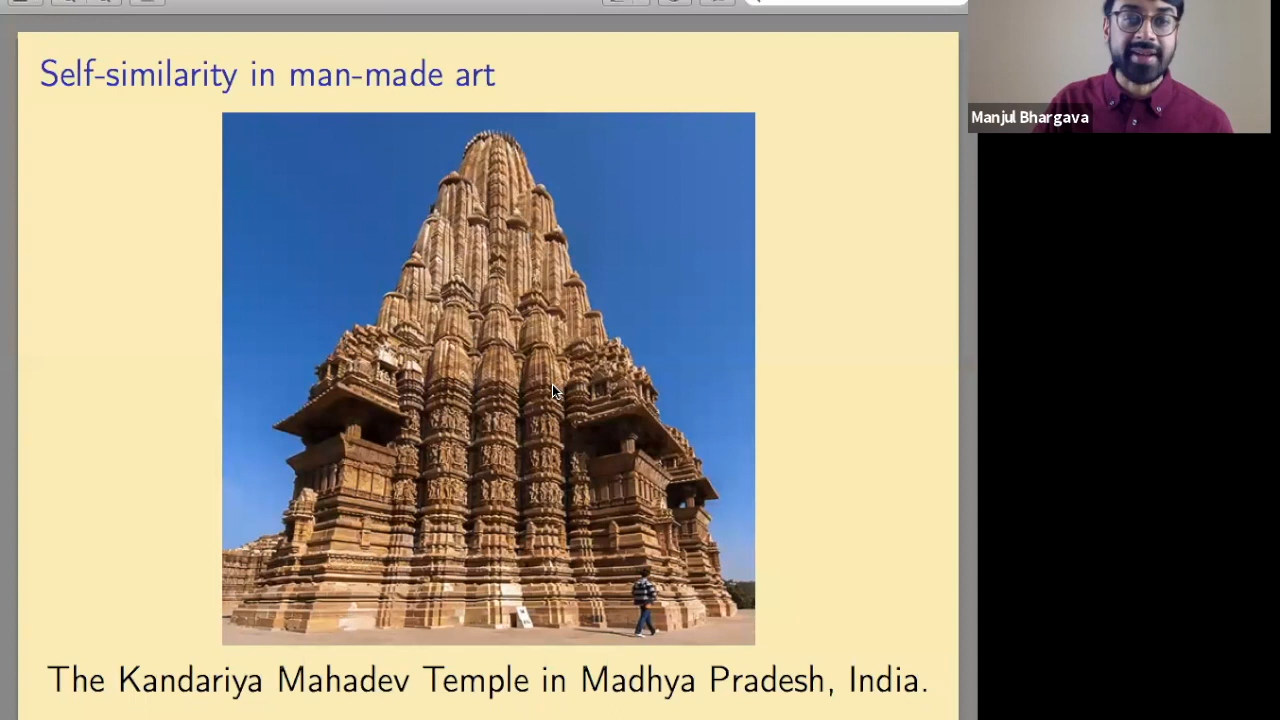 Self-similarity in man-made art
Manjul Bhargava
The Kandariya Mahadev Temple in Madhya Pradesh, India.